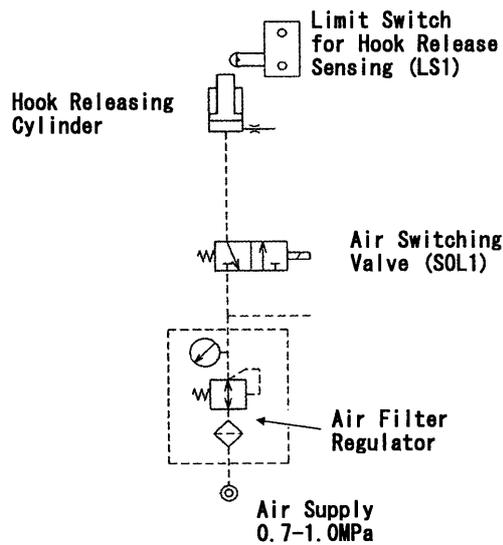 Limit Switch
for Hook Release
Sensing (LS1)
Hook Releasing
Cylinder
Air Switching
Valve (SOL1)
Air Filter
Regulator
Air Supply
0.7-1.0MPa